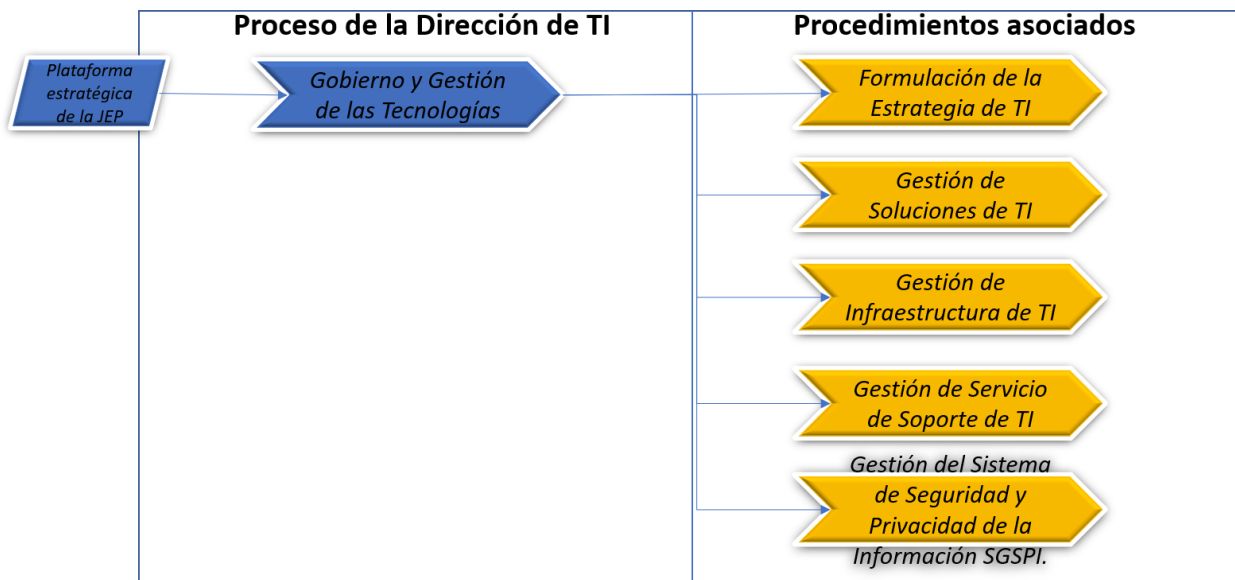 Proceso de la Dirección de TI
Procedimientos asociados
Plataforma
estratégica
de la JEP
Gobierno y Gestión
de las Tecnologías
Formulación de la
Estrategia de TI
Gestión de
Soluciones de TI
Gestión de
Infraestructura de TI
Gestión de Servicio
de Soporte de TI
Gestión del Sistema
de Seguridad y
Privacidad de la
Información SGSPI.